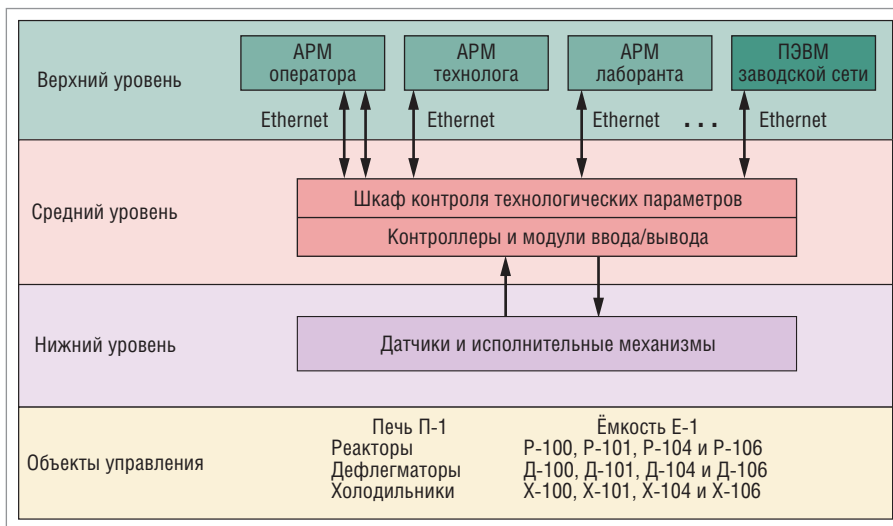 АРМ
оператора
АРМ
технолога
АРМ
лаборанта
ПЭВМ
заводской сети
Верхний уровень
Ethernet
Ethernet
Ethernet
. . .
Ethernet
Средний уровень
Шкаф контроля технологических параметров
Контроллеры и модули ввода/вывода
Нижний уровень
Датчики и исполнительные механизмы
Объекты управления
Печь П-1 Ёмкость Е-1
Реакторы Р-100, Р-101, Р-104 и Р-106
Дефлегматоры Д-100, Д-101, Д-104 и Д-106
Холодильники Х-100, Х-101, Х-104 и Х-106